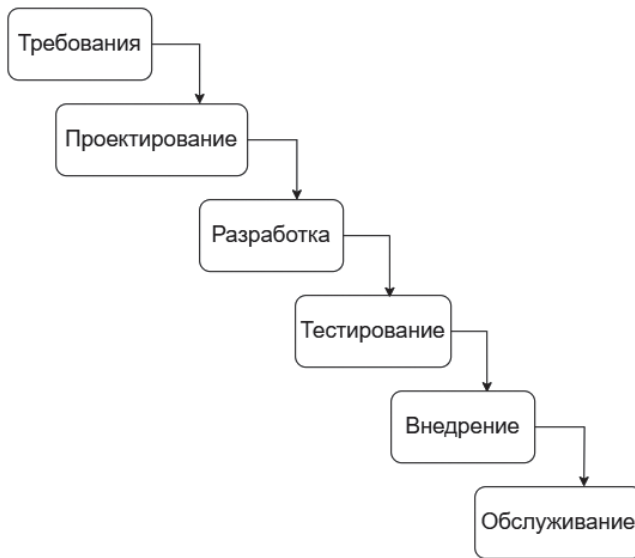 Требования
Проектирование
Разработка
Тестирование
Внедрение
Обслуживание